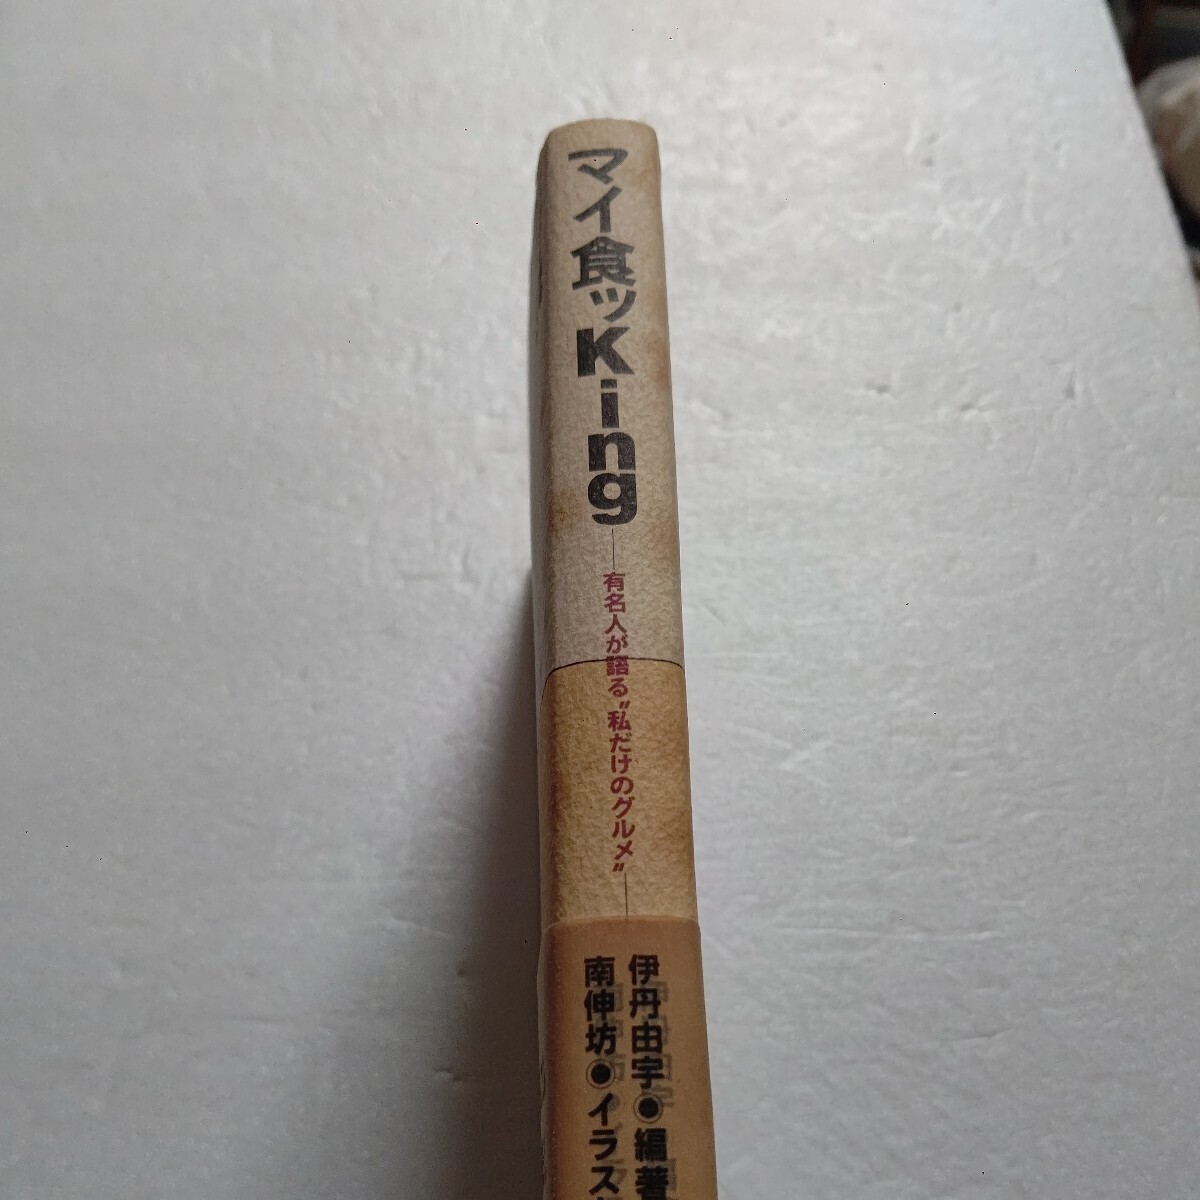 マイ食ッKing
有名人が語る“私だけのグルメ”
伊丹由宇◉編著
南伸坊◉イラスト